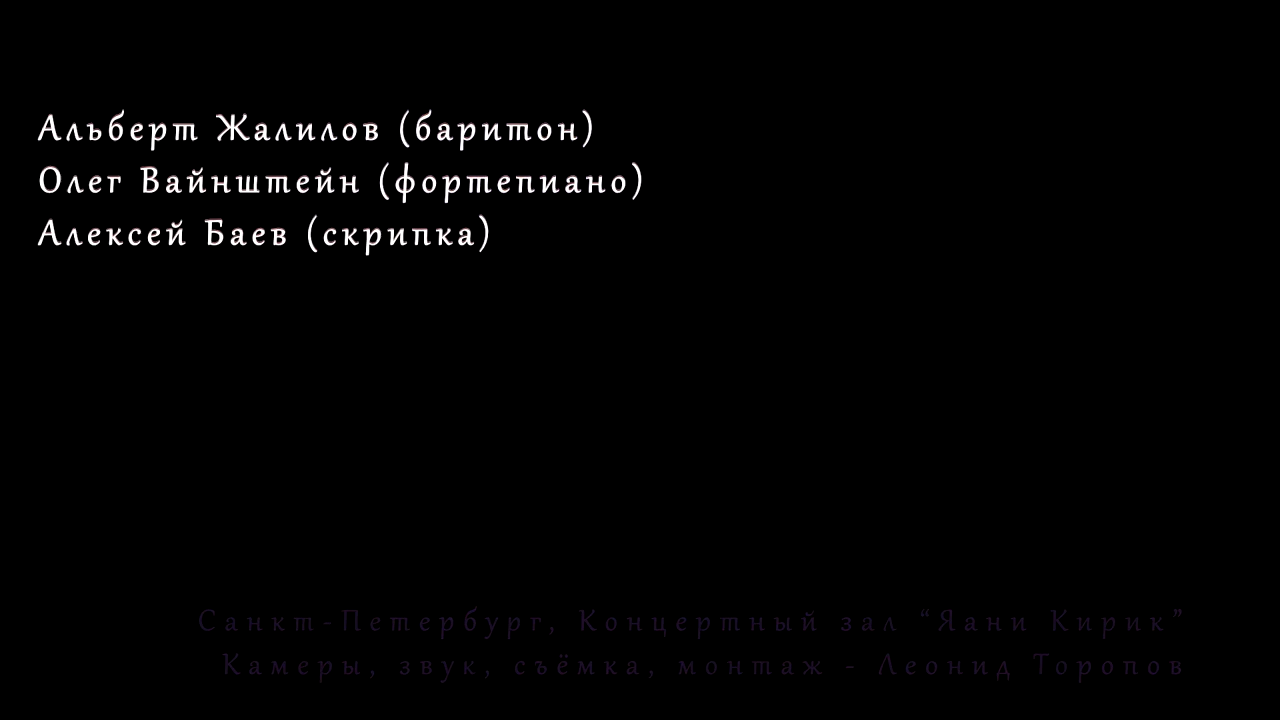 Альберт Жалилов (баритон)
Олег Вайнштейн (фортепиано)
Алексей Баев (скрипка)
Санкт-Петербург, Концертный зал “Яани Кирик”
Камеры, звук, съёмка, монтаж - Леонид Торопов